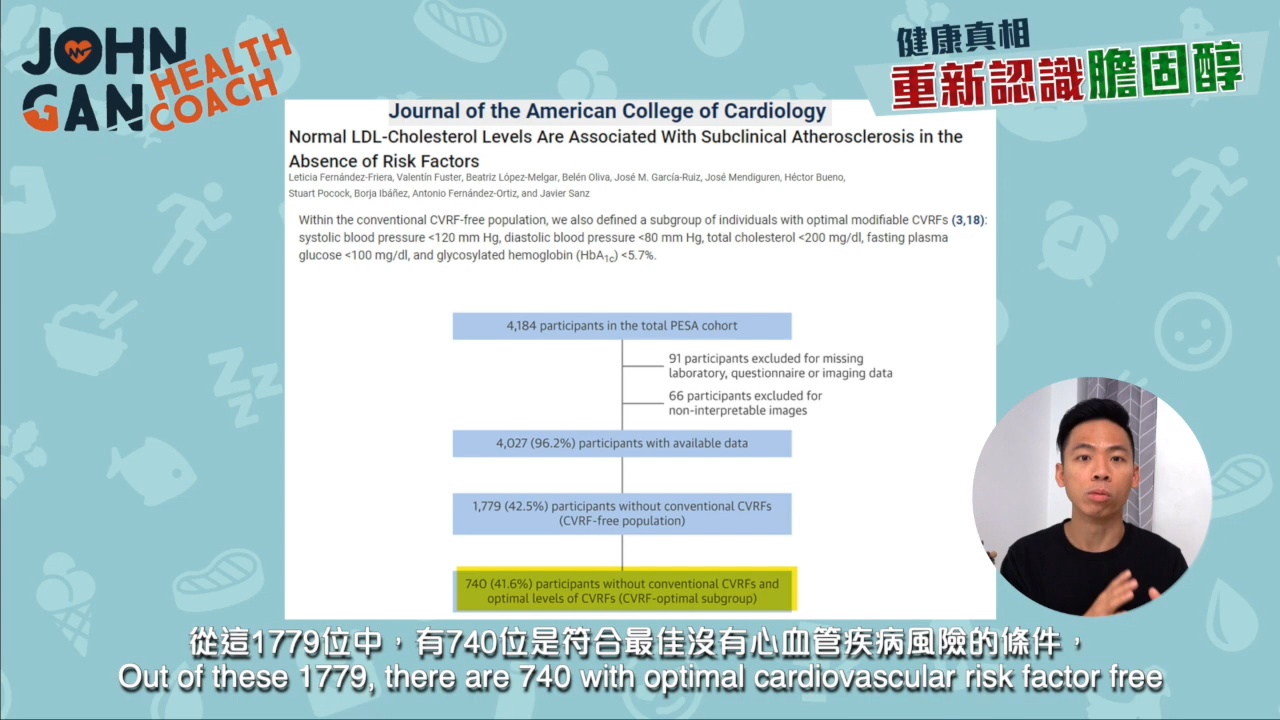 JOHN
GAN
HEALTH
COACH
健康真相
重新認識膽固醇
Journal of the American College of Cardiology
Normal LDL-Cholesterol Levels Are Associated With Subclinical Atherosclerosis in the
Absence of Risk Factors
Leticia Fernández-Friera, Valentín Fuster, Beatriz López-Melgar, Belén Oliva, José M. García-Ruiz, José Mendiguren, Héctor Bueno,
Stuart Pocock, Borja Ibáñez, Antonio Fernández-Ortiz, and Javier Sanz
Within the conventional CVRF-free population, we also defined a subgroup of individuals with optimal modifiable CVRFs (3,18):
systolic blood pressure <120 mm Hg, diastolic blood pressure <80 mm Hg, total cholesterol <200 mg/dl, fasting plasma
glucose <100 mg/dl, and glycosylated hemoglobin (HbA1c) <5.7%.
4,184 participants in the total PESA cohort
91 participants excluded for missing
laboratory, questionnaire or imaging data
66 participants excluded for
non-interpretable images
4,027 (96.2%) participants with available data
1,779 (42.5%) participants without conventional CVRFs
(CVRF-free population)
740 (41.6%) participants without conventional CVRFs and
optimal levels of CVRFs (CVRF-optimal subgroup)
從這1779位中，有740位是符合最佳沒有心血管疾病風險的條件，
Out of these 1779, there are 740 with optimal cardiovascular risk factor free